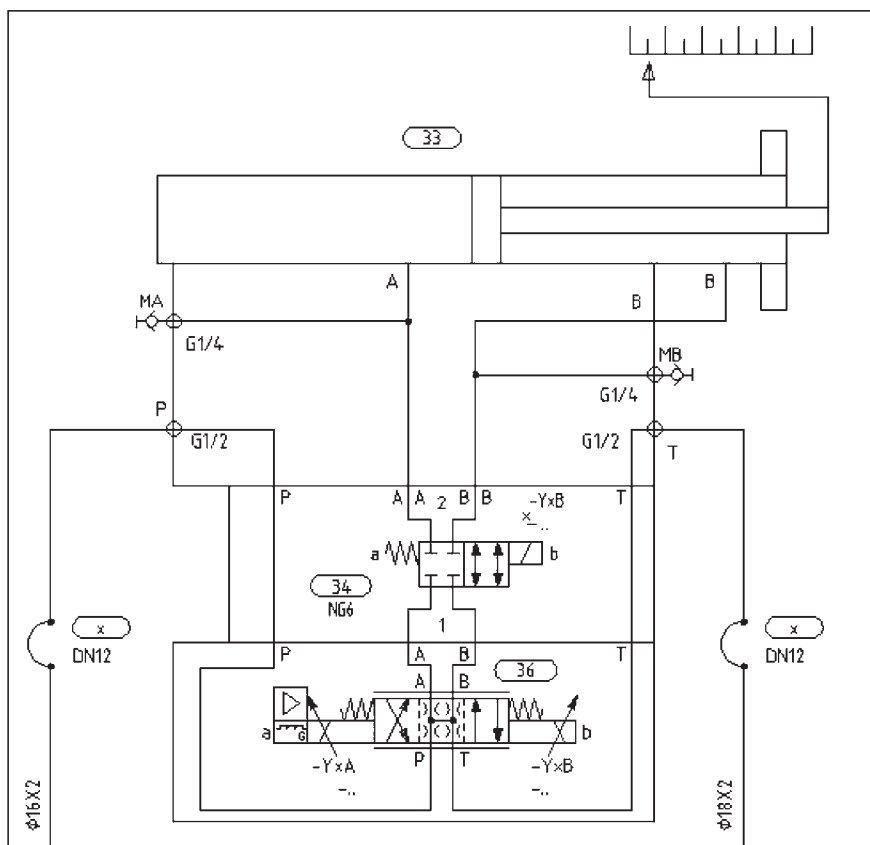 33
A
B
B
MA
G1/4
MB
G1/4
P
G1/2
G1/2
T
P
A A
2
B B
T
-YxB
x
-..
a
b
34
NG6
1
x
DN12
x
DN12
P
A
B
T
36
A
B
a
G
b
P
T
-YxA
-..
-YxB
-..
Φ16X2
Φ18X2